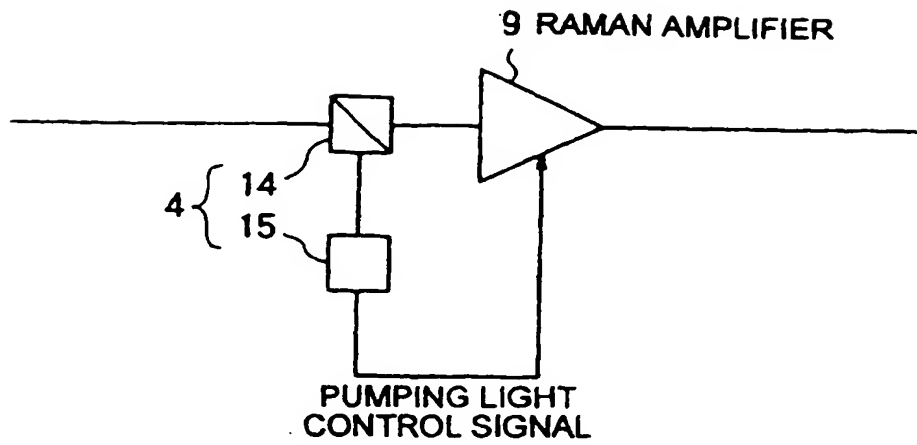 9 RAMAN AMPLIFIER
4
14
15
PUMPING LIGHT
CONTROL SIGNAL